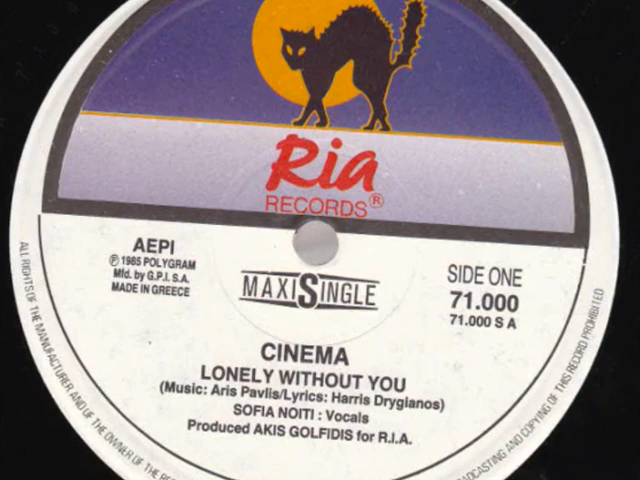 Ria
RECORDS®
AEPI
℗ 1985 POLYGRAM
Mfd. by G.P.I. S.A.
MADE IN GREECE
MAXISINGLE
SIDE ONE
71.000
71.000 S A
CINEMA
LONELY WITHOUT YOU
(Music: Aris Pavlis/Lyrics: Harris Drygianos)
SOFIA NOITI : Vocals
Produced AKIS GOLFIDIS for R.I.A.
ALL RIGHTS OF THE MANUFACTURER AND OF THE OWNER OF THE
BROADCASTING AND COPYING OF THIS RECORD PROHIBITED